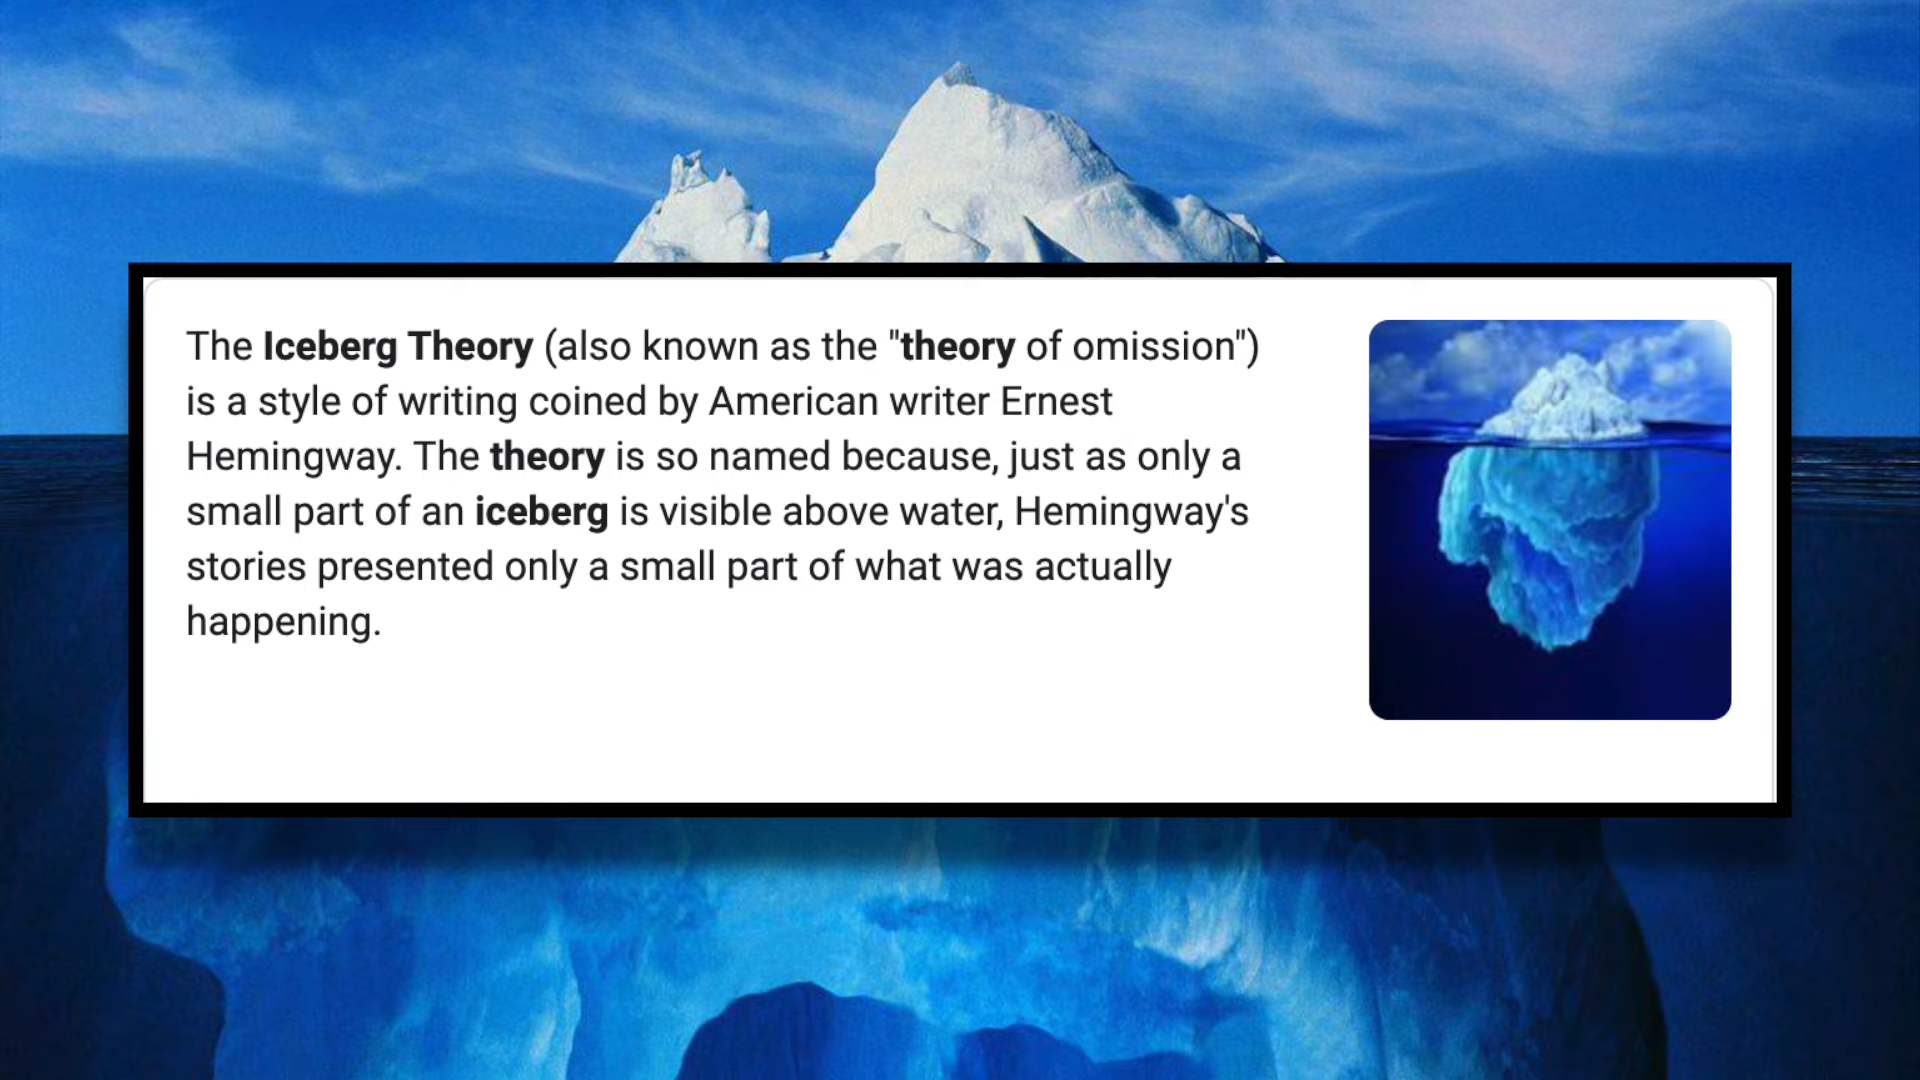 The Iceberg Theory (also known as the "theory of omission")
is a style of writing coined by American writer Ernest
Hemingway. The theory is so named because, just as only a
small part of an iceberg is visible above water, Hemingway's
stories presented only a small part of what was actually
happening.